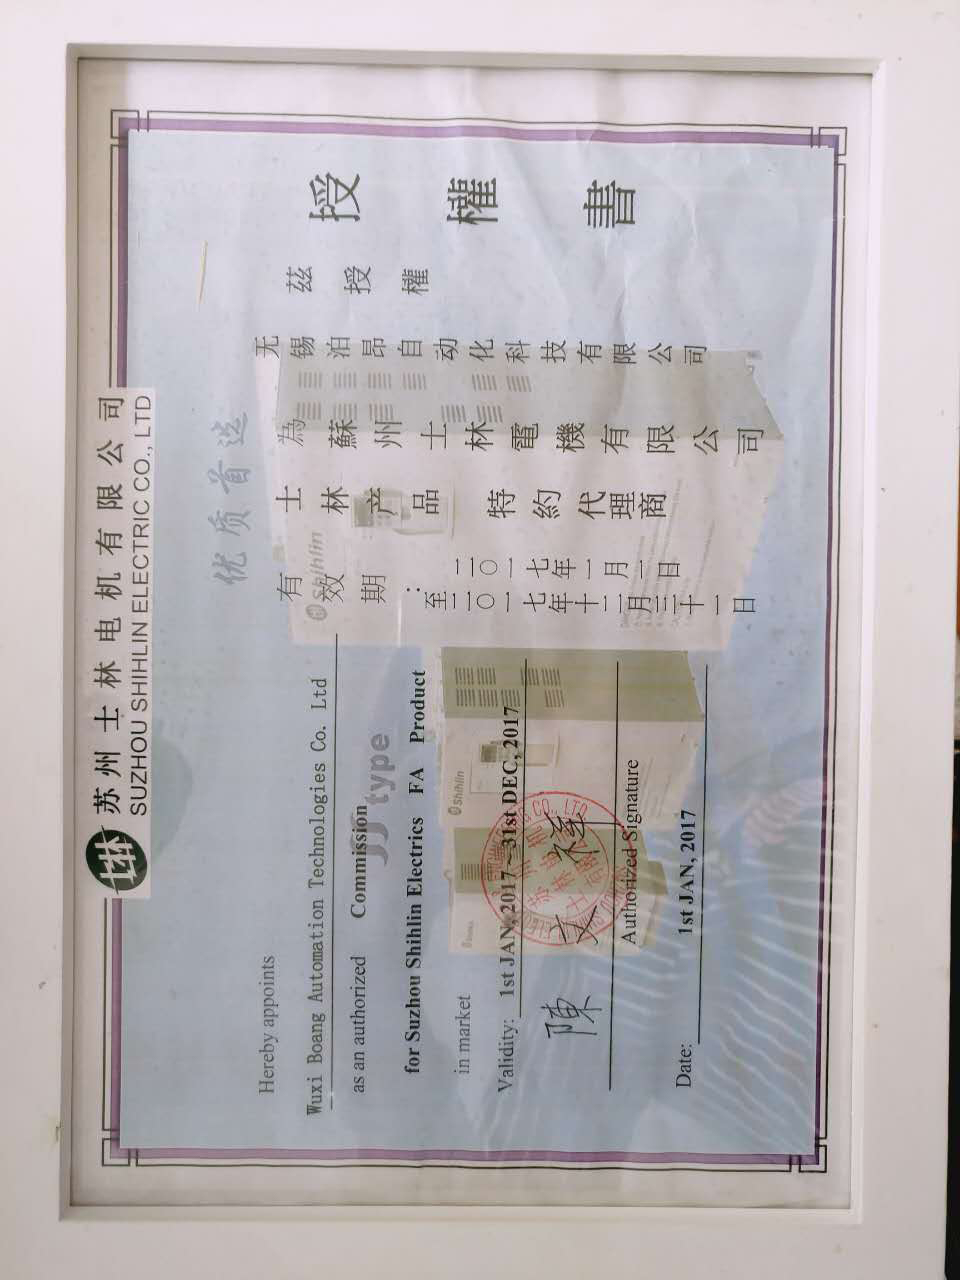 苏州士林电机有限公司
SUZHOU SHIHLIN ELECTRIC CO., LTD
优质首选
授權書
茲授權
无锡泊昂自动化科技有限公司
為蘇州士林電機有限公司
士林产品 特約代理商
有效期：二〇一七年一月一日
至二〇一七年十二月三十一日
Hereby appoints
Wuxi Boang Automation Technologies Co. Ltd
as an authorized Commission
for Suzhou Shihlin Electrics FA Product
in market
Validity: 1st JAN, 2017～31st DEC, 2017
陳文祥
Authorized Signature
Date: 1st JAN, 2017
type
Shihlin
Shihlin